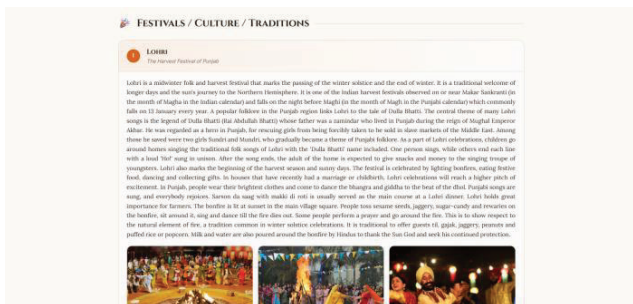 FESTIVALS / CULTURE / TRADITIONS
1
LOHRI
The Harvest Festival of Punjab
Lohri is a midwinter folk and harvest festival that marks the passing of the winter solstice and the end of winter. It is a traditional welcome of
longer days and the sun's journey to the Northern Hemisphere. It is one of the Indian harvest festivals observed on or near Makar Sankranti (in
the month of Magha in the Indian calendar) and falls on the night before Maghi (in the month of Magh in the Punjabi calendar) which commonly
falls on 13 January every year. A popular folklore in the Punjab region links Lohri to the tale of Dulla Bhatti. The central theme of many Lohri
songs is the legend of Dulla Bhatti (Rai Abdullah Bhatti) whose father was a zamindar who lived in Punjab during the reign of Mughal Emperor
Akbar. He was regarded as a hero in Punjab, for rescuing girls from being forcibly taken to be sold in slave markets of the Middle East. Among
those he saved were two girls Sundri and Mundri, who gradually became a theme of Punjabi folklore. As a part of Lohri celebrations, children go
around homes singing the traditional folk songs of Lohri with the 'Dulla Bhatti' name included. One person sings, while others end each line
with a loud 'Ho!' sung in unison. After the song ends, the adult of the home is expected to give snacks and money to the singing troupe of
youngsters. Lohri also marks the beginning of the harvest season and sunny days. The festival is celebrated by lighting bonfires, eating festive
food, dancing and collecting gifts. In houses that have recently had a marriage or childbirth, Lohri celebrations will reach a higher pitch of
excitement. In Punjab, people wear their brightest clothes and come to dance the bhangra and giddha to the beat of the dhol. Punjabi songs are
sung, and everybody rejoices. Sarson da saag with makki di roti is usually served as the main course at a Lohri dinner. Lohri holds great
importance for farmers. The bonfire is lit at sunset in the main village square. People toss sesame seeds, jaggery, sugar-candy and rewaries on
the bonfire, sit around it, sing and dance till the fire dies out. Some people perform a prayer and go around the fire. This is to show respect to
the natural element of fire, a tradition common in winter solstice celebrations. It is traditional to offer guests til, gajak, jaggery, peanuts and
puffed rice or popcorn. Milk and water are also poured around the bonfire by Hindus to thank the Sun God and seek his continued protection.